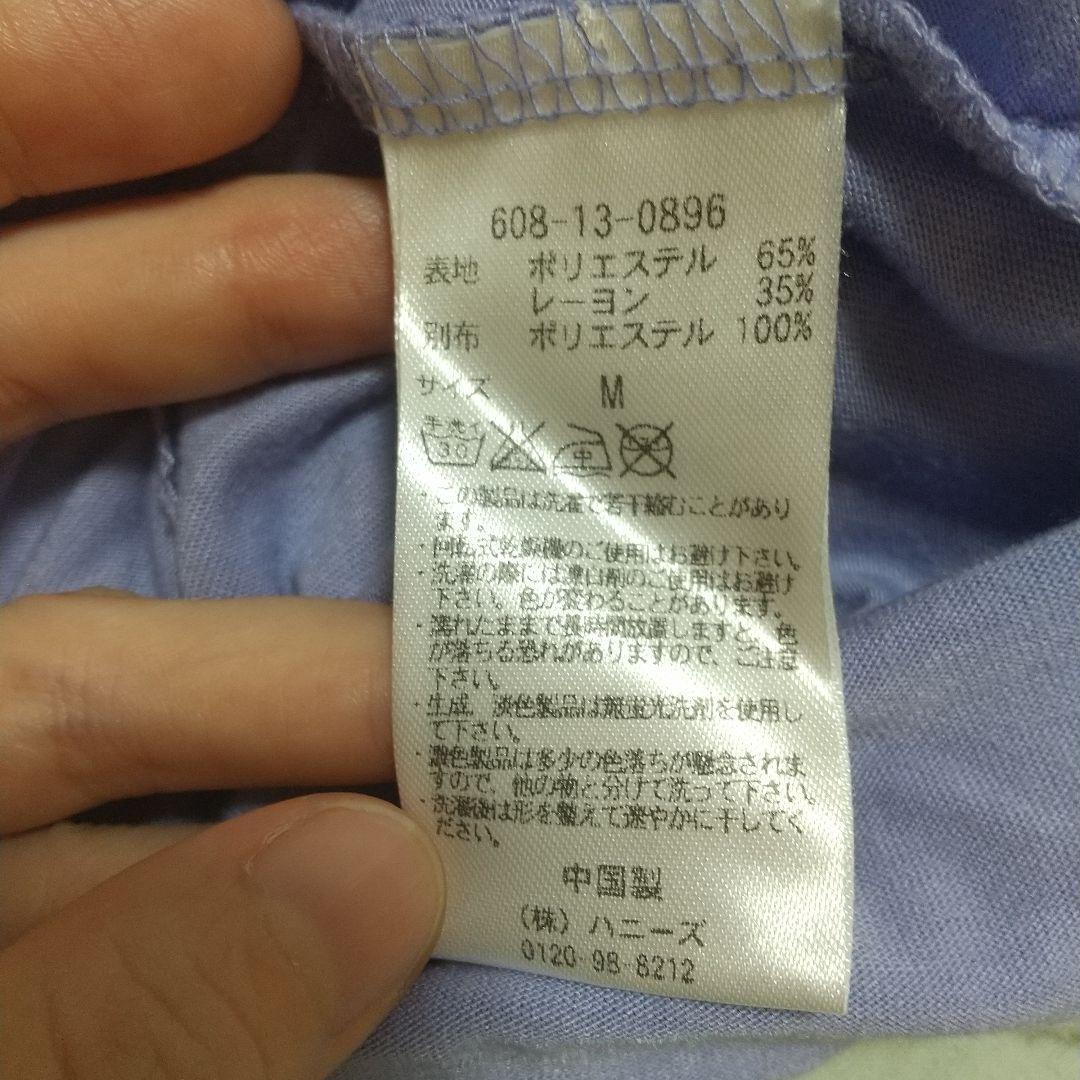 608-13-0896
表地 ポリエステル 65%
レーヨン 35%
別布 ポリエステル 100%
サイズ M
手洗イ 30 中 ドライ
・この製品は洗濯で若干縮むことがあり
ます。
・回転式乾燥機のご使用はお避け下さい。
・洗濯の際には漂白剤のご使用はお避け
下さい。色が変わることがあります。
・濡れたままで長時間放置しますと、色
が落ちる恐れがありますので、ご注意
下さい。
・生成、淡色製品は無蛍光洗剤を使用し
て下さい。
・濃色製品は多少の色落ちが懸念されま
すので、他の物と分けて洗って下さい。
・洗濯後は形を整えて速やかに干してく
ださい。
中国製
(株) ハニーズ
0120-98-8212